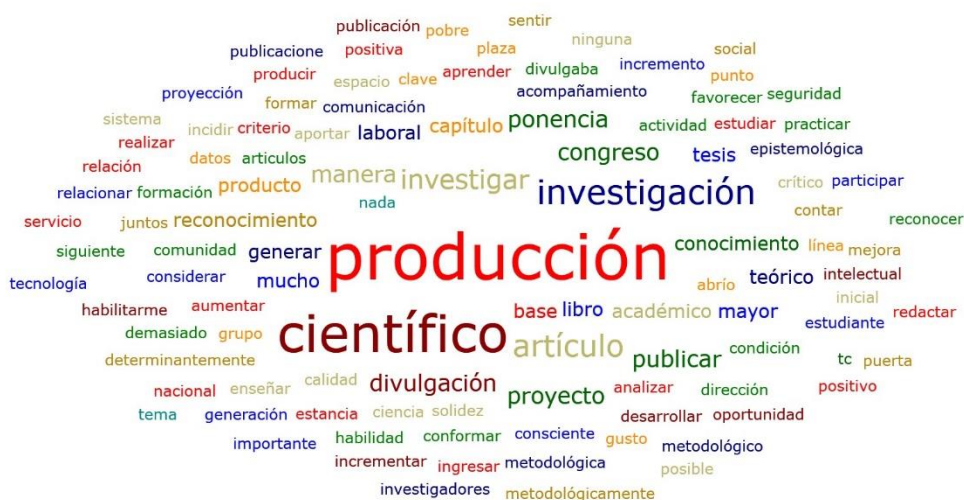 sentir
publicación pobre
ninguna
publicacione positiva plaza social
producir espacio clave aprender divulgaba incremento punto
proyección formar comunicación acompañamiento favorecer seguridad
sistema incidir criterio aportar laboral capítulo ponencia actividad estudiar practicar
realizar
relación datos articulos congreso tesis epistemológica
relacionar formación producto manera investigar investigación crítico participar
nada
servicio juntos reconocimiento contar reconocer
siguiente comunidad generar producción conocimiento línea mejora
tecnología considerar mucho abrío teórico intelectual
habilitarme aumentar base libro académico mayor inicial redactar
demasiado grupo científico artículo estudiante
determinantemente publicar condición tc puerta
nacional enseñar calidad divulgación proyecto analizar dirección positivo
tema generación estancia ciencia solidez desarrollar oportunidad
importante habilidad conformar consciente gusto metodológico
incrementar ingresar metodológica posible
investigadores metodológicamente